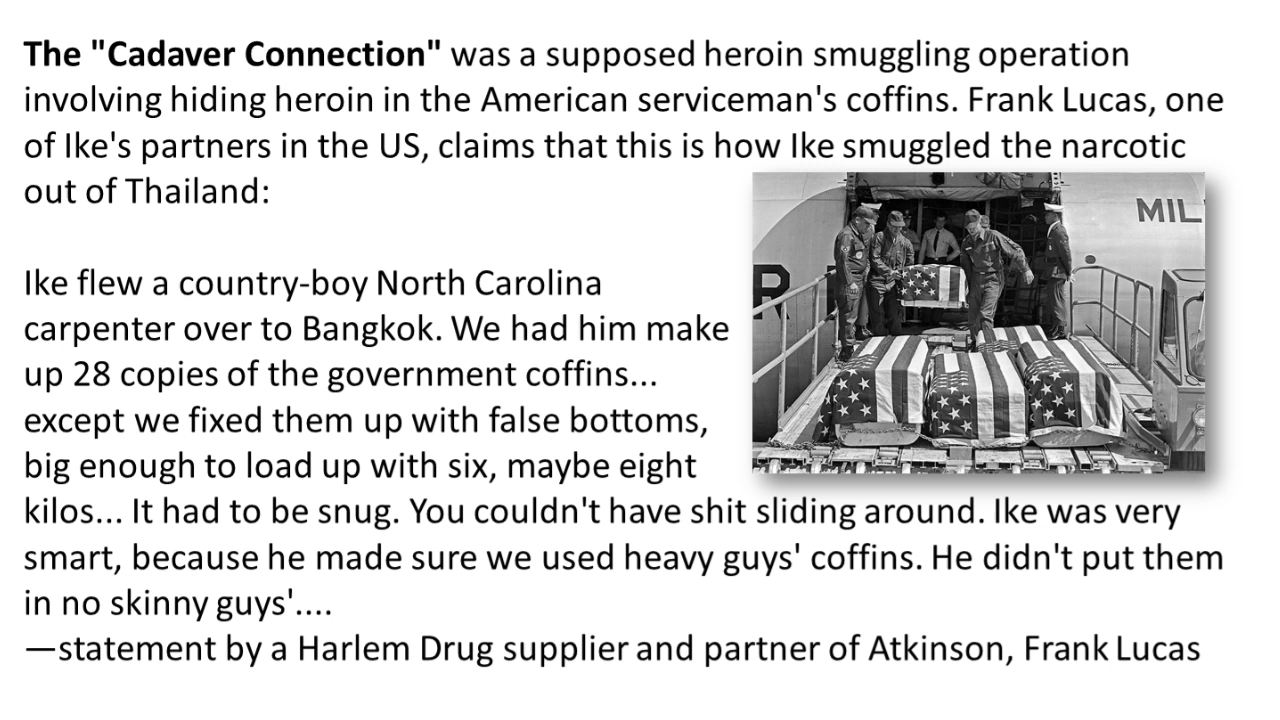 The "Cadaver Connection" was a supposed heroin smuggling operation
involving hiding heroin in the American serviceman's coffins. Frank Lucas, one
of Ike's partners in the US, claims that this is how Ike smuggled the narcotic
out of Thailand:
MIL
R
Ike flew a country-boy North Carolina
carpenter over to Bangkok. We had him make
up 28 copies of the government coffins...
except we fixed them up with false bottoms,
big enough to load up with six, maybe eight
kilos... It had to be snug. You couldn't have shit sliding around. Ike was very
smart, because he made sure we used heavy guys' coffins. He didn't put them
in no skinny guys'....
—statement by a Harlem Drug supplier and partner of Atkinson, Frank Lucas